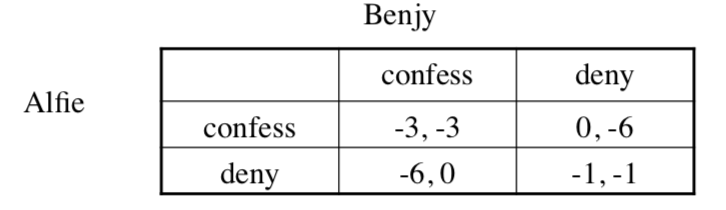 Benjy
Alfie
confess deny
confess -3, -3 0, -6
deny -6, 0 -1, -1